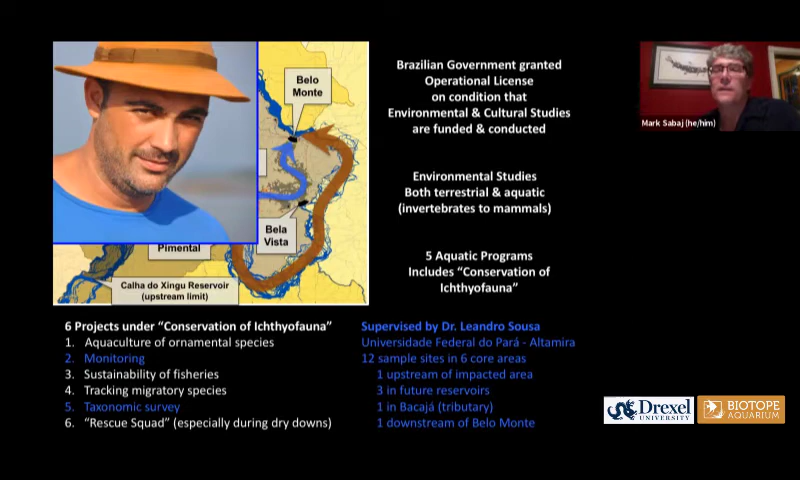 Belo
Monte
Bela
Vista
Pimental
Calha do Xingu Reservoir
(upstream limit)
Brazilian Government granted
Operational License
on condition that
Environmental & Cultural Studies
are funded & conducted
Environmental Studies
Both terrestrial & aquatic
(invertebrates to mammals)
5 Aquatic Programs
Includes “Conservation of
Ichthyofauna”
Mark Sabaj (he/him)
6 Projects under “Conservation of Ichthyofauna”
1. Aquaculture of ornamental species
2. Monitoring
3. Sustainability of fisheries
4. Tracking migratory species
5. Taxonomic survey
6. “Rescue Squad” (especially during dry downs)
Supervised by Dr. Leandro Sousa
Universidade Federal do Pará - Altamira
12 sample sites in 6 core areas
1 upstream of impacted area
3 in future reservoirs
1 in Bacajá (tributary)
1 downstream of Belo Monte
Drexel
UNIVERSITY
BIOTOPE
AQUARIUM